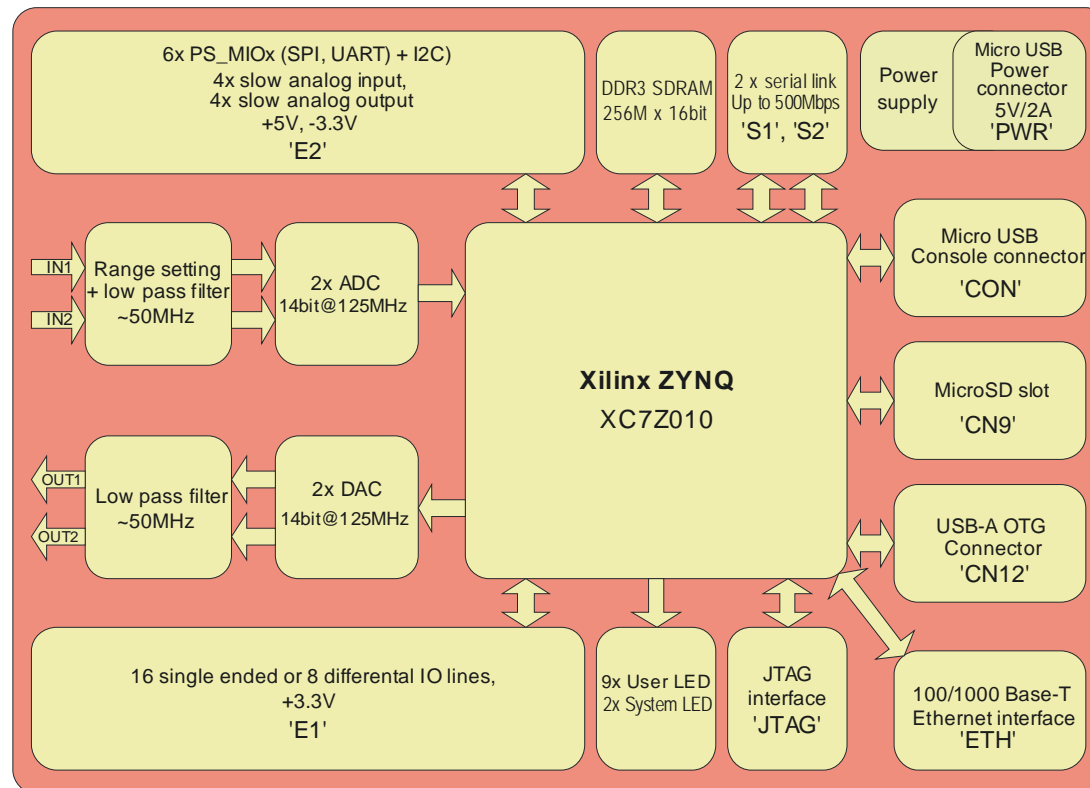 6x PS_MIOx (SPI, UART) + I2C)
4x slow analog input,
4x slow analog output
+5V, -3.3V
'E2'
DDR3 SDRAM
256M x 16bit
2 x serial link
Up to 500Mbps
'S1', 'S2'
Power
supply
Micro USB
Power
connector
5V/2A
'PWR'
IN1
IN2
Range setting
+ low pass filter
~50MHz
2x ADC
14bit@125MHz
Xilinx ZYNQ
XC7Z010
Micro USB
Console connector
'CON'
MicroSD slot
'CN9'
OUT1
OUT2
Low pass filter
~50MHz
2x DAC
14bit@125MHz
USB-A OTG
Connector
'CN12'
16 single ended or 8 differental IO lines,
+3.3V
'E1'
9x User LED
2x System LED
JTAG
interface
'JTAG'
100/1000 Base-T
Ethernet interface
'ETH'